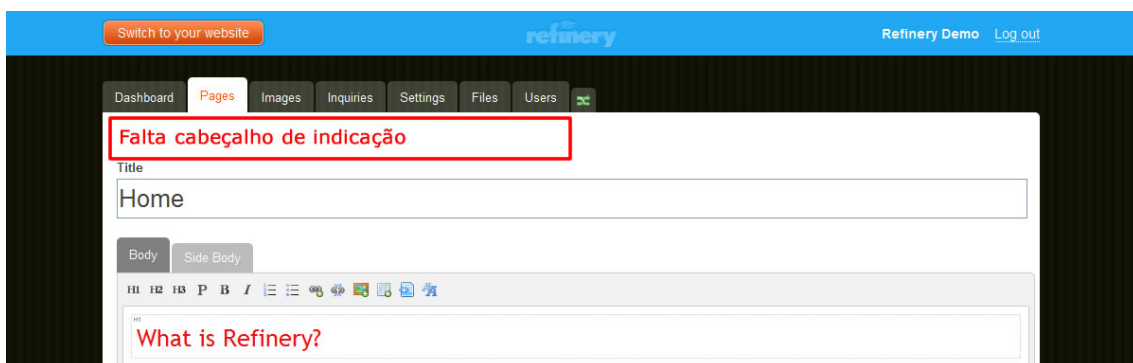 Switch to your website
refinery
Refinery Demo Log out
Dashboard Pages Images Inquiries Settings Files Users
Falta cabeçalho de indicação
Title
Home
Body Side Body
H1 H2 H3 P B I
H1
What is Refinery?